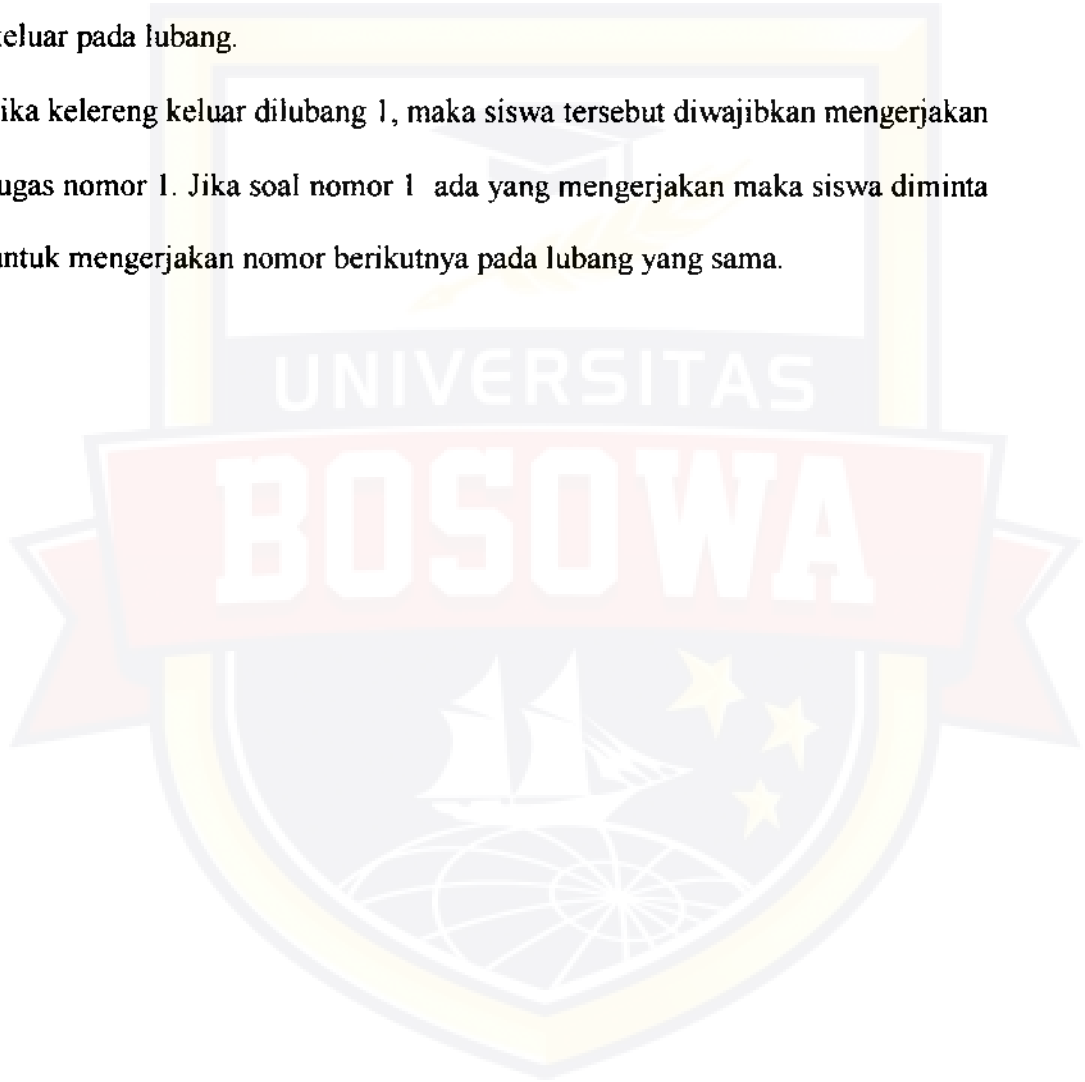 keluar pada lubang.
Jika kelereng keluar dilubang 1, maka siswa tersebut diwajibkan mengerjakan
tugas nomor 1. Jika soal nomor 1 ada yang mengerjakan maka siswa diminta
untuk mengerjakan nomor berikutnya pada lubang yang sama.
UNIVERSITAS
BOSOWA